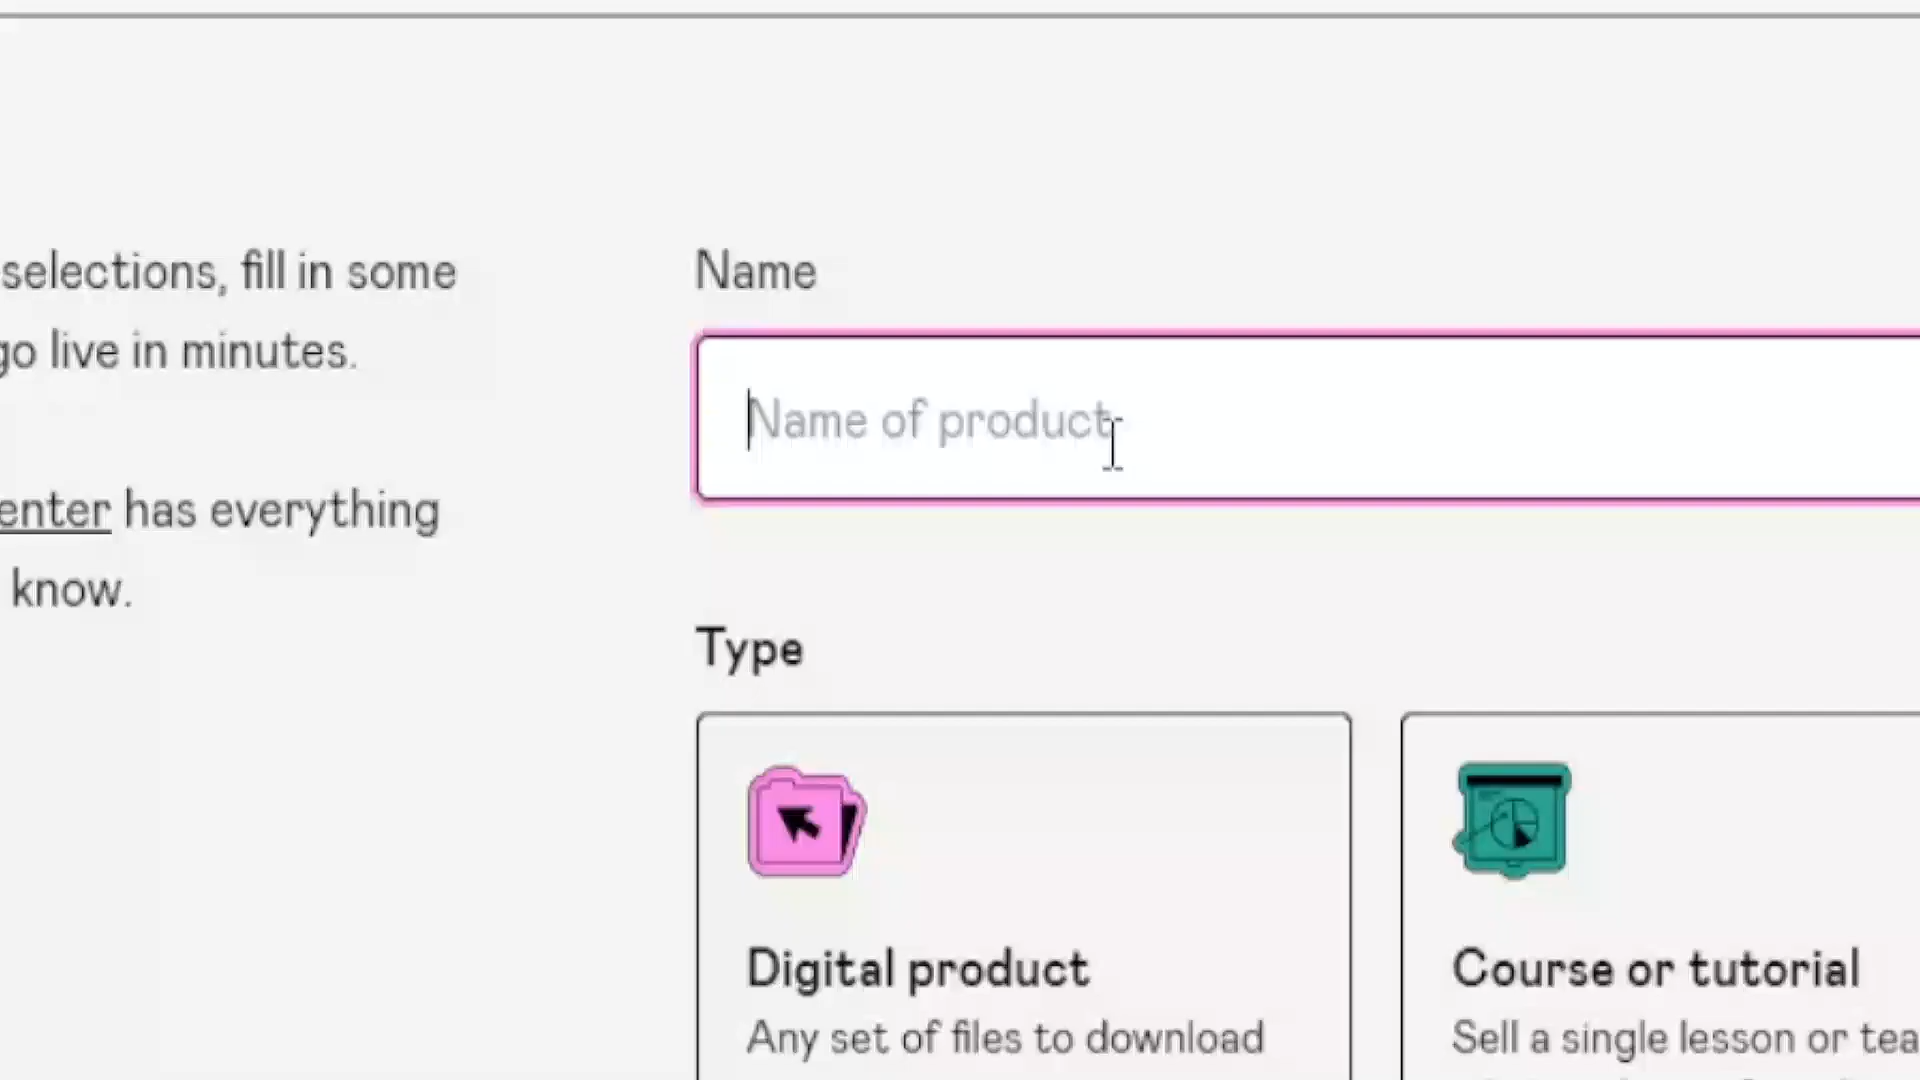 selections, fill in some
go live in minutes.
enter has everything
know.
Name
Name of product
Type
Digital product
Any set of files to download
Course or tutorial
Sell a single lesson or tea